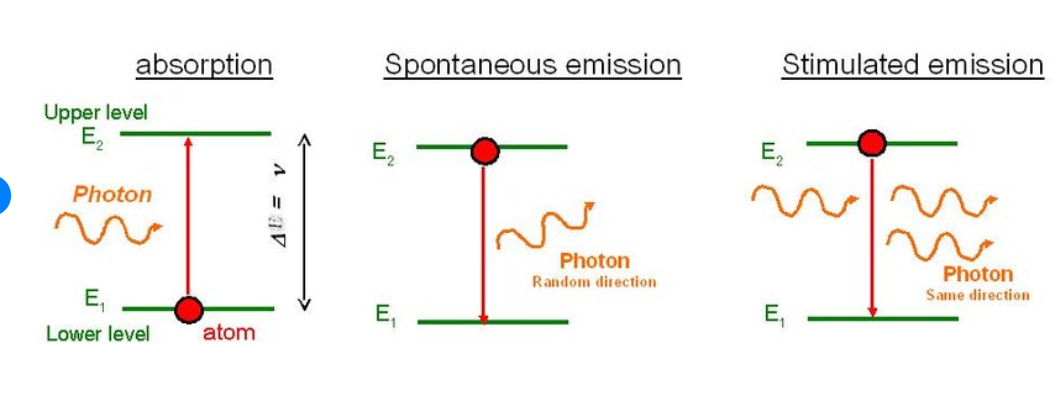 absorption
Upper level
E₂
Photon
ΔE = ν
E₁
Lower level
atom
Spontaneous emission
E₂
Photon
Random direction
E₁
Stimulated emission
E₂
Photon
Same direction
E₁